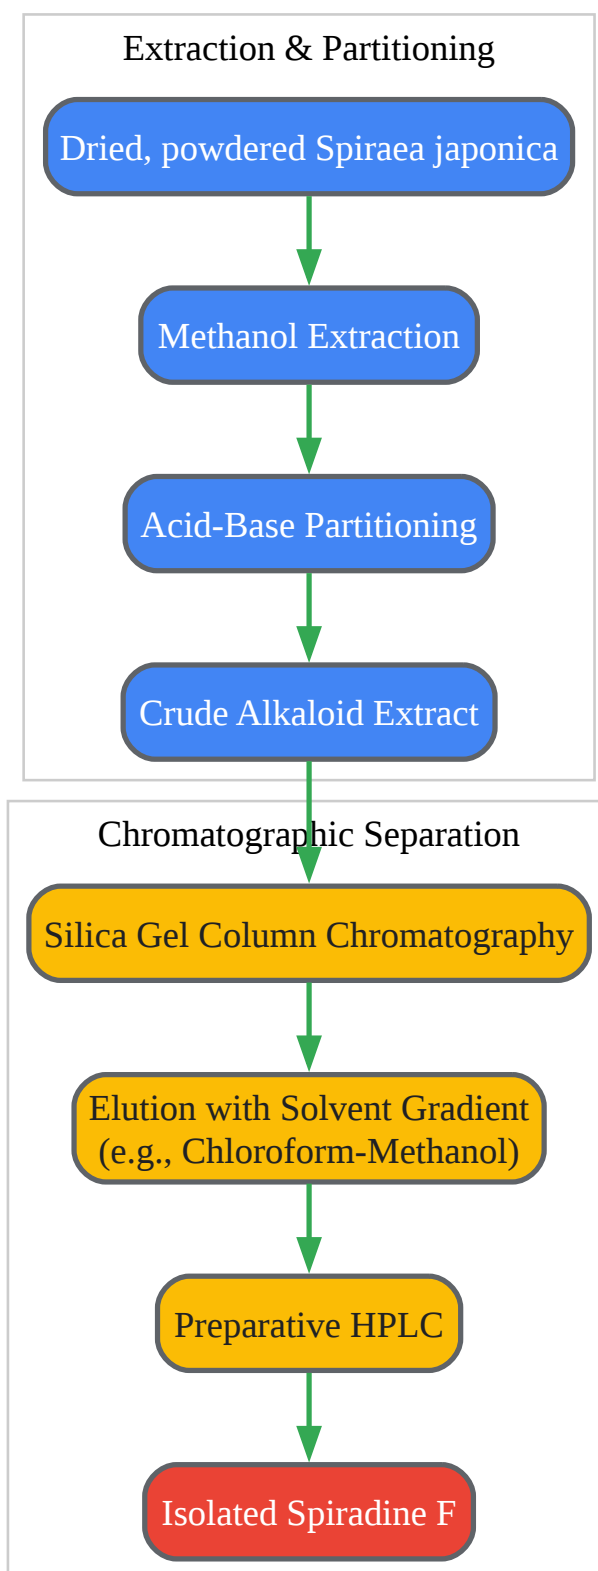 Extraction & Partitioning
Dried, powdered Spiraea japonica
Methanol Extraction
Acid-Base Partitioning
Crude Alkaloid Extract
Chromatographic Separation
Silica Gel Column Chromatography
Elution with Solvent Gradient
(e.g., Chloroform-Methanol)
Preparative HPLC
Isolated Spiradine F